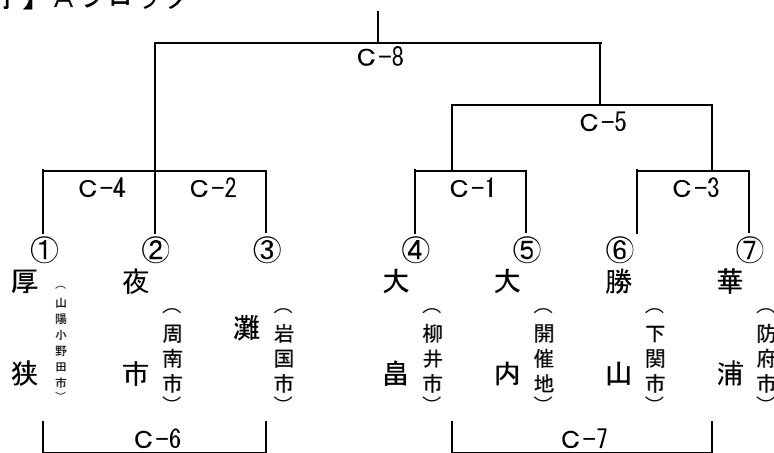 】Aブロック
C-8
C-5
C-4
C-2
C-1
C-3
① ② ③ ④ ⑤ ⑥ ⑦
厚狭
（山陽小野田市）
夜市
（周南市）
灘
（岩国市）
大畠
（柳井市）
大内
（開催地）
勝山
（下関市）
華浦
（防府市）
C-6
C-7